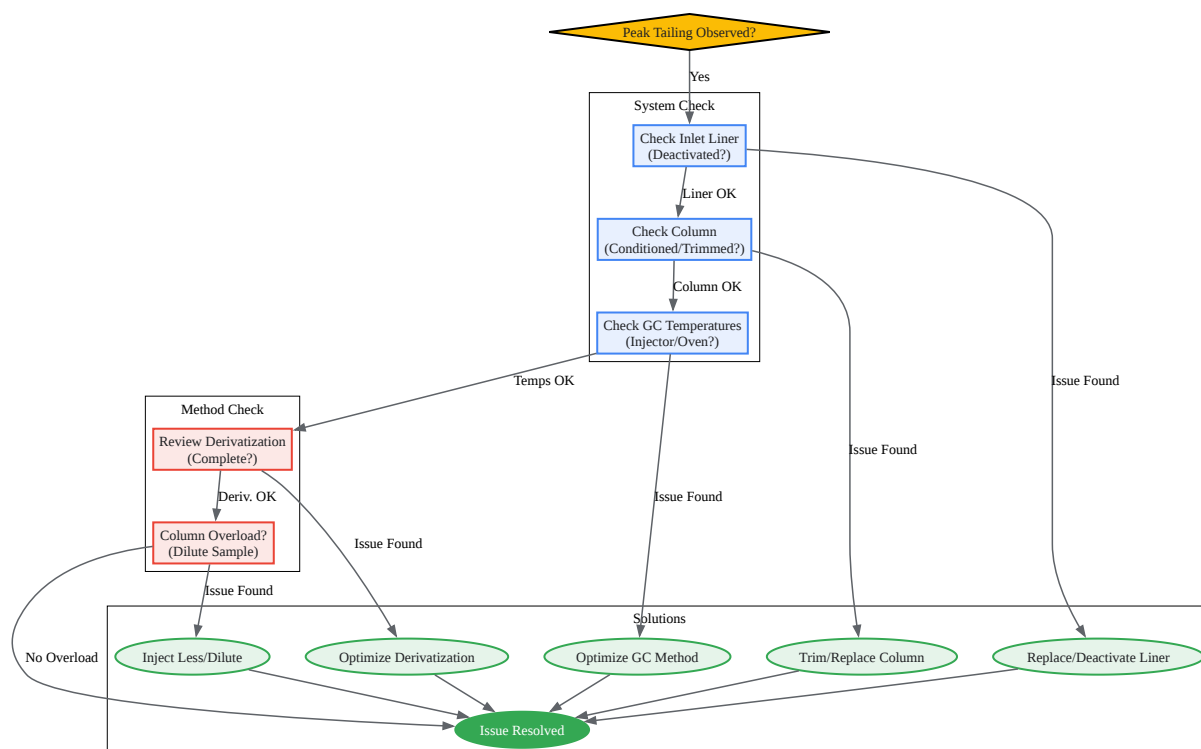 Peak Tailing Observed?
Yes
System Check
Check Inlet Liner
(Deactivated?)
Liner OK
Check Column
(Conditioned/Trimmed?)
Column OK
Check GC Temperatures
(Injector/Oven?)
Temps OK
Issue Found
Method Check
Review Derivatization
(Complete?)
Issue Found
Deriv. OK
Issue Found
Column Overload?
(Dilute Sample)
Issue Found
Issue Found
Solutions
No Overload
Inject Less/Dilute
Optimize Derivatization
Optimize GC Method
Trim/Replace Column
Replace/Deactivate Liner
Issue Resolved